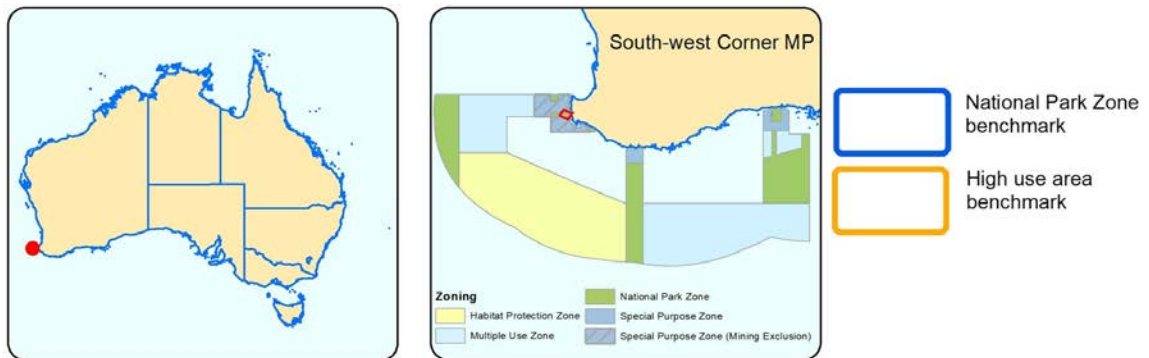 South-west Corner MP
Zoning
Habitat Protection Zone
Multiple Use Zone
National Park Zone
Special Purpose Zone
Special Purpose Zone (Mining Exclusion)
National Park Zone
benchmark
High use area
benchmark